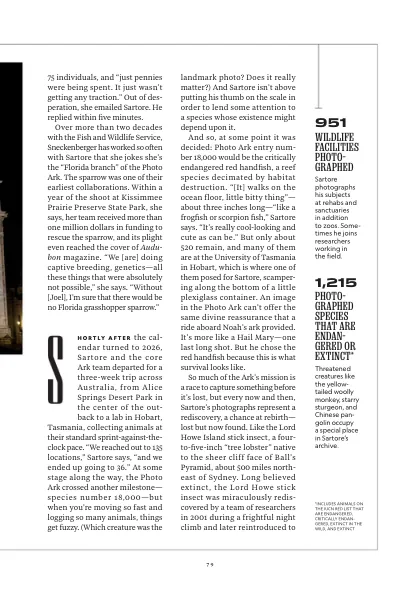 75 individuals, and “just pennies
were being spent. It just wasn’t
getting any traction.” Out of des-
peration, she emailed Sartore. He
replied within five minutes.
Over more than two decades
with the Fish and Wildlife Service,
Sneckenberger has worked so often
with Sartore that she jokes she’s
the “Florida branch” of the Photo
Ark. The sparrow was one of their
earliest collaborations. Within a
year of the shoot at Kissimmee
Prairie Preserve State Park, she
says, her team received more than
one million dollars in funding to
rescue the sparrow, and its plight
even reached the cover of Audu-
bon magazine. “We [are] doing
captive breeding, genetics—all
these things that were absolutely
not possible,” she says. “Without
[Joel], I’m sure that there would be
no Florida grasshopper sparrow.”
SHORTLY AFTER the cal-
endar turned to 2026,
Sartore and the core
Ark team departed for a
three-week trip across
Australia, from Alice
Springs Desert Park in
the center of the out-
back to a lab in Hobart,
Tasmania, collecting animals at
their standard sprint-against-the-
clock pace. “We reached out to 135
locations,” Sartore says, “and we
ended up going to 36.” At some
stage along the way, the Photo
Ark crossed another milestone—
species number 18,000—but
when you’re moving so fast and
logging so many animals, things
get fuzzy. (Which creature was the
landmark photo? Does it really
matter?) And Sartore isn’t above
putting his thumb on the scale in
order to lend some attention to
a species whose existence might
depend upon it.
And so, at some point it was
decided: Photo Ark entry num-
ber 18,000 would be the critically
endangered red handfish, a reef
species decimated by habitat
destruction. “[It] walks on the
ocean floor, little bitty thing”—
about three inches long—“like a
frogfish or scorpion fish,” Sartore
says. “It’s really cool-looking and
cute as can be.” But only about
520 remain, and many of them
are at the University of Tasmania
in Hobart, which is where one of
them posed for Sartore, scamper-
ing along the bottom of a little
plexiglass container. An image
in the Photo Ark can’t offer the
same divine reassurance that a
ride aboard Noah’s ark provided.
It’s more like a Hail Mary—one
last long shot. But he chose the
red handfish because this is what
survival looks like.
So much of the Ark’s mission is
a race to capture something before
it’s lost, but every now and then,
Sartore’s photographs represent a
rediscovery, a chance at rebirth—
lost but now found. Like the Lord
Howe Island stick insect, a four-
to-five-inch “tree lobster” native
to the sheer cliff face of Ball’s
Pyramid, about 500 miles north-
east of Sydney. Long believed
extinct, the Lord Howe stick
insect was miraculously redis-
covered by a team of researchers
in 2001 during a frightful night
climb and later reintroduced to
951
WILDLIFE
FACILITIES
PHOTO-
GRAPHED
Sartore
photographs
his subjects
at rehabs and
sanctuaries
in addition
to zoos. Some-
times he joins
researchers
working in
the field.
1,215
PHOTO-
GRAPHED
SPECIES
THAT ARE
ENDAN-
GERED OR
EXTINCT*
Threatened
creatures like
the yellow-
tailed woolly
monkey, starry
sturgeon, and
Chinese pan-
golin occupy
a special place
in Sartore’s
archive.
*INCLUDES ANIMALS ON
THE IUCN RED LIST THAT
ARE ENDANGERED,
CRITICALLY ENDAN-
GERED, EXTINCT IN THE
WILD, AND EXTINCT
79